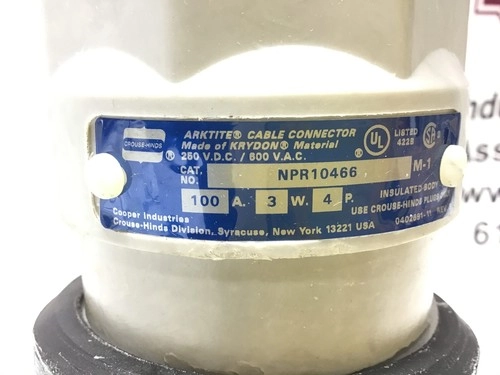 CROUSE-HINDS
ARKTITE® CABLE CONNECTOR
Made of KRYDON® Material
250 V.D.C. / 600 V.A.C.
UL
LISTED
422B
CAT. NO. NPR10466 M-1
100 A. 3 W. 4 P.
INSULATED BODY
USE CROUSE-HINDS
Cooper Industries
Crouse-Hinds Division, Syracuse, New York 13221 USA